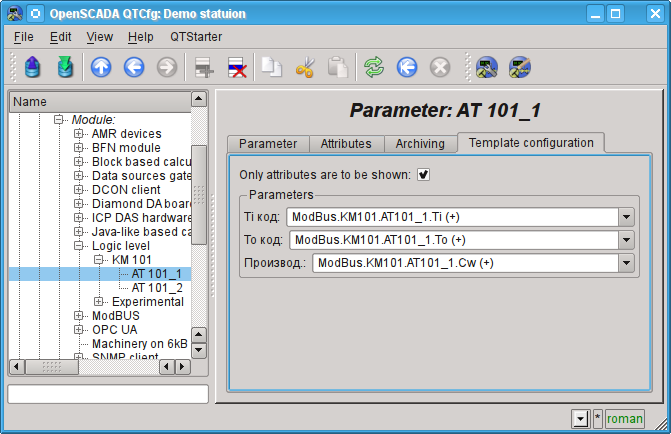 OpenSCADA QTCfg: Demo statuion
File Edit View Help QTStarter
Name
Module:
AMR devices
BFN module
Block based calcu
Data sources gate
DCON client
Diamond DA board
ICP DAS hardware
Java-like based ca
Logic level
KM 101
AT 101_1
AT 101_2
Experimental
ModBUS
OPC UA
Machinery on 6kB
SNMP client
Parameter: AT 101_1
Parameter Attributes Archiving Template configuration
Only attributes are to be shown:
Parameters
Ti код: ModBus.KM101.AT101_1.Ti (+)
To код: ModBus.KM101.AT101_1.To (+)
Производ.: ModBus.KM101.AT101_1.Cw (+)
* roman